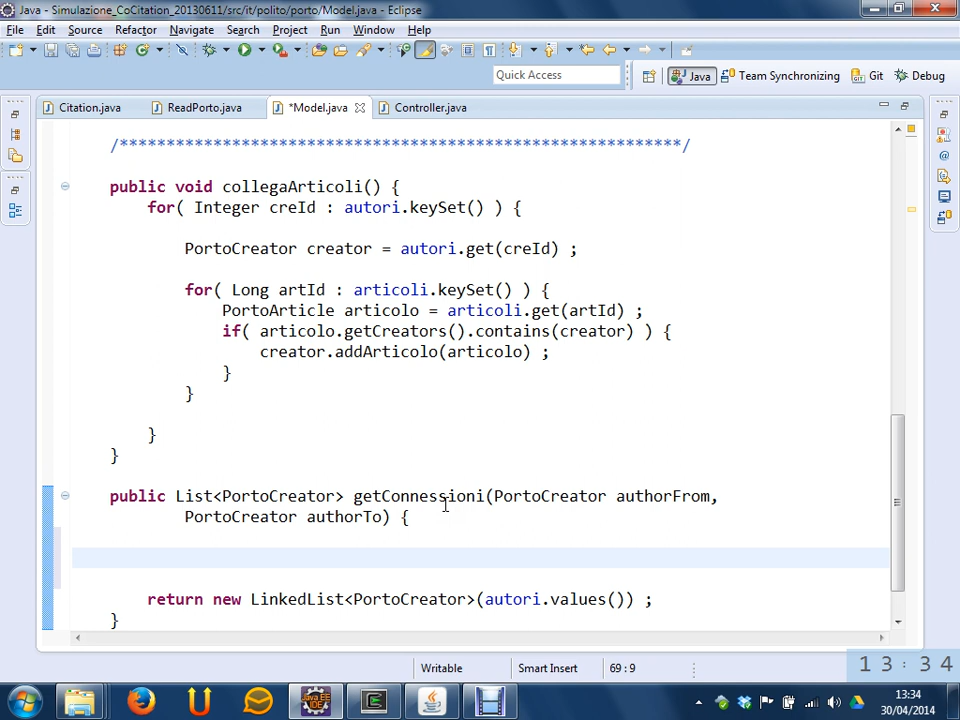 Java - Simulazione_CoCitation_20130611/src/it/polito/porto/Model.java - Eclipse
File Edit Source Refactor Navigate Search Project Run Window Help
Quick Access
Java Team Synchronizing Git Debug
Citation.java ReadPorto.java *Model.java Controller.java
/************************************************************/
public void collegaArticoli() {
for( Integer creId : autori.keySet() ) {
PortoCreator creator = autori.get(creId) ;
for( Long artId : articoli.keySet() ) {
PortoArticle articolo = articoli.get(artId) ;
if( articolo.getCreators().contains(creator) ) {
creator.addArticolo(articolo) ;
}
}
}
}
public List<PortoCreator> getConnessioni(PortoCreator authorFrom,
PortoCreator authorTo) {
return new LinkedList<PortoCreator>(autori.values()) ;
}
Writable Smart Insert 69 : 9
13:34
13:34
30/04/2014